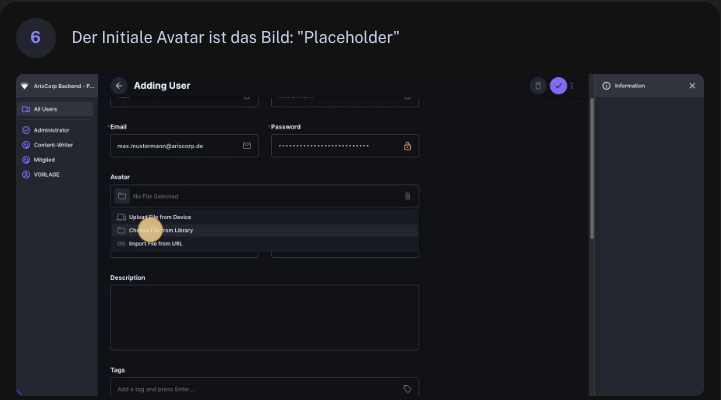 6
Der Initiale Avatar ist das Bild: "Placeholder"
ArisCorp Backend - P...
Adding User
Information
All Users
Administrator
Content-Writer
Mitglied
VORLAGE
Email
Password
max.mustermann@ariscorp.de
Avatar
No File Selected
Upload File from Device
Choose File from Library
Import File from URL
Description
Tags
Add a tag and press Enter...